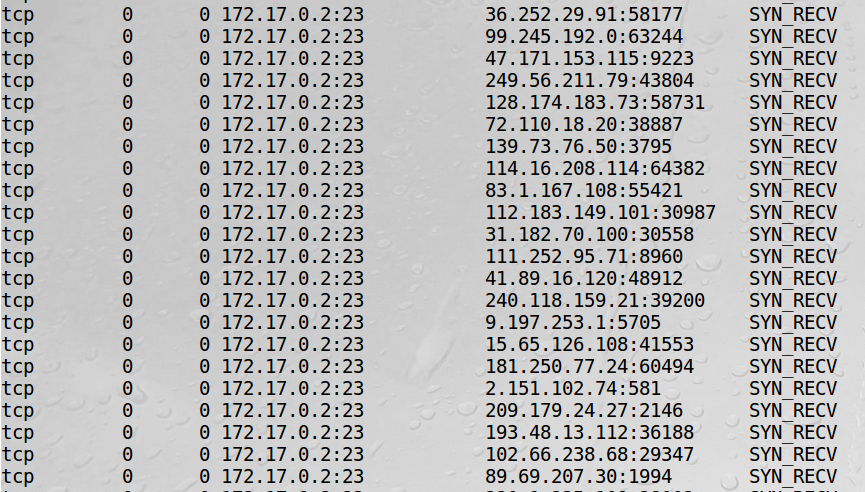 tcp 0 0 172.17.0.2:23 36.252.29.91:58177 SYN_RECV
tcp 0 0 172.17.0.2:23 99.245.192.0:63244 SYN_RECV
tcp 0 0 172.17.0.2:23 47.171.153.115:9223 SYN_RECV
tcp 0 0 172.17.0.2:23 249.56.211.79:43804 SYN_RECV
tcp 0 0 172.17.0.2:23 128.174.183.73:58731 SYN_RECV
tcp 0 0 172.17.0.2:23 72.110.18.20:38887 SYN_RECV
tcp 0 0 172.17.0.2:23 139.73.76.50:3795 SYN_RECV
tcp 0 0 172.17.0.2:23 114.16.208.114:64382 SYN_RECV
tcp 0 0 172.17.0.2:23 83.1.167.108:55421 SYN_RECV
tcp 0 0 172.17.0.2:23 112.183.149.101:30987 SYN_RECV
tcp 0 0 172.17.0.2:23 31.182.70.100:30558 SYN_RECV
tcp 0 0 172.17.0.2:23 111.252.95.71:8960 SYN_RECV
tcp 0 0 172.17.0.2:23 41.89.16.120:48912 SYN_RECV
tcp 0 0 172.17.0.2:23 240.118.159.21:39200 SYN_RECV
tcp 0 0 172.17.0.2:23 9.197.253.1:5705 SYN_RECV
tcp 0 0 172.17.0.2:23 15.65.126.108:41553 SYN_RECV
tcp 0 0 172.17.0.2:23 181.250.77.24:60494 SYN_RECV
tcp 0 0 172.17.0.2:23 2.151.102.74:581 SYN_RECV
tcp 0 0 172.17.0.2:23 209.179.24.27:2146 SYN_RECV
tcp 0 0 172.17.0.2:23 193.48.13.112:36188 SYN_RECV
tcp 0 0 172.17.0.2:23 102.66.238.68:29347 SYN_RECV
tcp 0 0 172.17.0.2:23 89.69.207.30:1994 SYN_RECV